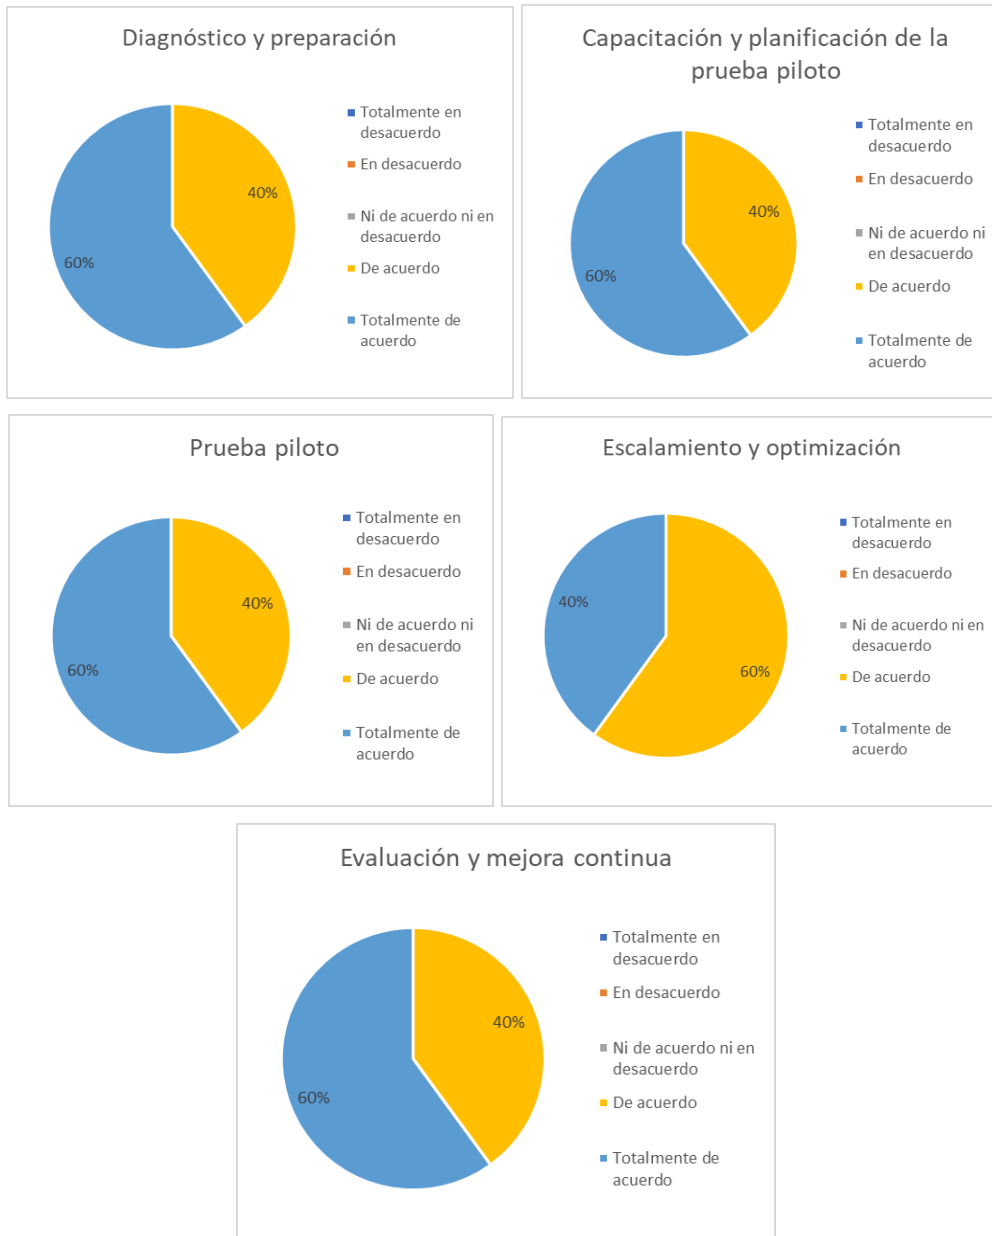 Diagnóstico y preparación
Totalmente en
desacuerdo
En desacuerdo
Ni de acuerdo ni en
desacuerdo
De acuerdo
Totalmente de
acuerdo
40%
60%
Capacitación y planificación de la
prueba piloto
Totalmente en
desacuerdo
En desacuerdo
Ni de acuerdo ni
en desacuerdo
De acuerdo
Totalmente de
acuerdo
40%
60%
Prueba piloto
Totalmente en
desacuerdo
En desacuerdo
Ni de acuerdo ni
en desacuerdo
De acuerdo
Totalmente de
acuerdo
40%
60%
Escalamiento y optimización
Totalmente en
desacuerdo
En desacuerdo
Ni de acuerdo ni en
desacuerdo
De acuerdo
Totalmente de
acuerdo
40%
60%
Evaluación y mejora continua
Totalmente en
desacuerdo
En desacuerdo
Ni de acuerdo ni en
desacuerdo
De acuerdo
Totalmente de
acuerdo
40%
60%